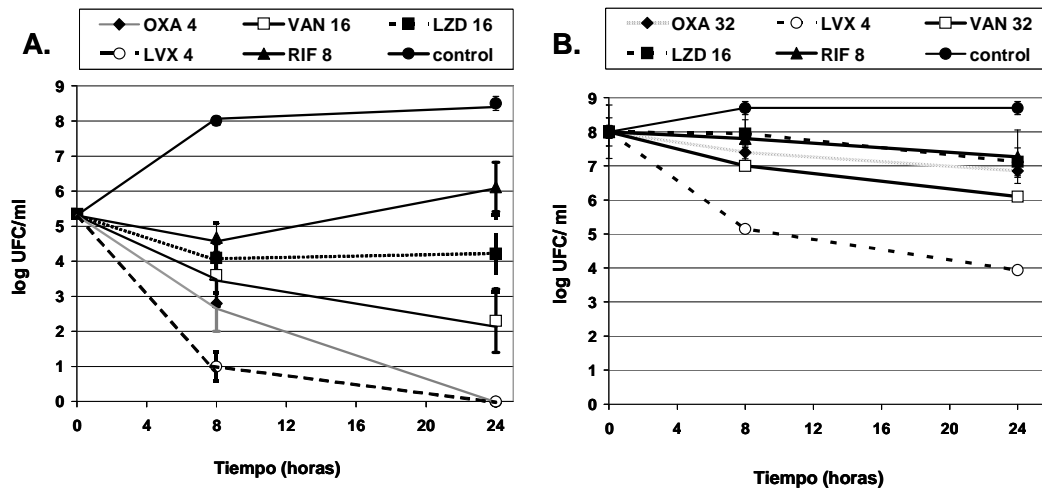 A.
OXA 4 VAN 16 LZD 16
LVX 4 RIF 8 control
log UFC/ ml
9
8
7
6
5
4
3
2
1
0
0 4 8 12 16 20 24
Tiempo (horas)
B.
OXA 32 LVX 4 VAN 32
LZD 16 RIF 8 control
log UFC/ ml
9
8
7
6
5
4
3
2
1
0
0 4 8 12 16 20 24
Tiempo (horas)